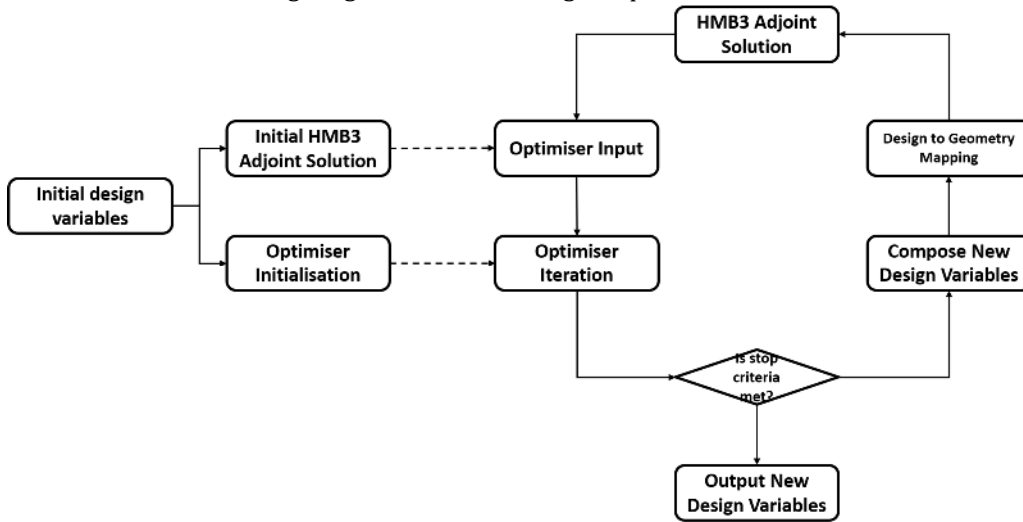 HMB3 Adjoint
Solution
Initial HMB3
Adjoint Solution
Optimiser Input
Design to Geometry
Mapping
Initial design
variables
Optimiser
Initialisation
Optimiser
Iteration
Compose New
Design Variables
Is stop
criteria
met?
Output New
Design Variables